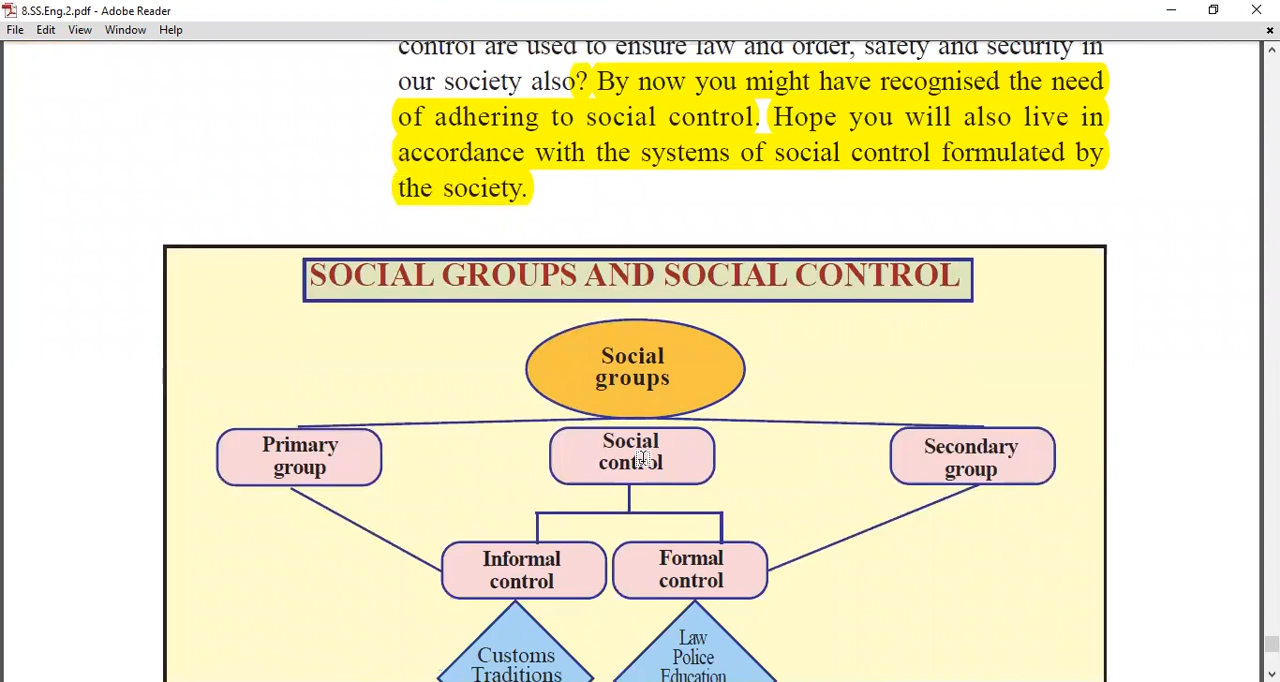 8.SS.Eng.2.pdf - Adobe Reader
File Edit View Window Help
control are used to ensure law and order, safety and security in
our society also? By now you might have recognised the need
of adhering to social control. Hope you will also live in
accordance with the systems of social control formulated by
the society.
SOCIAL GROUPS AND SOCIAL CONTROL
Social
groups
Primary
group
Social
control
Secondary
group
Informal
control
Formal
control
Customs
Traditions
Law
Police
Education